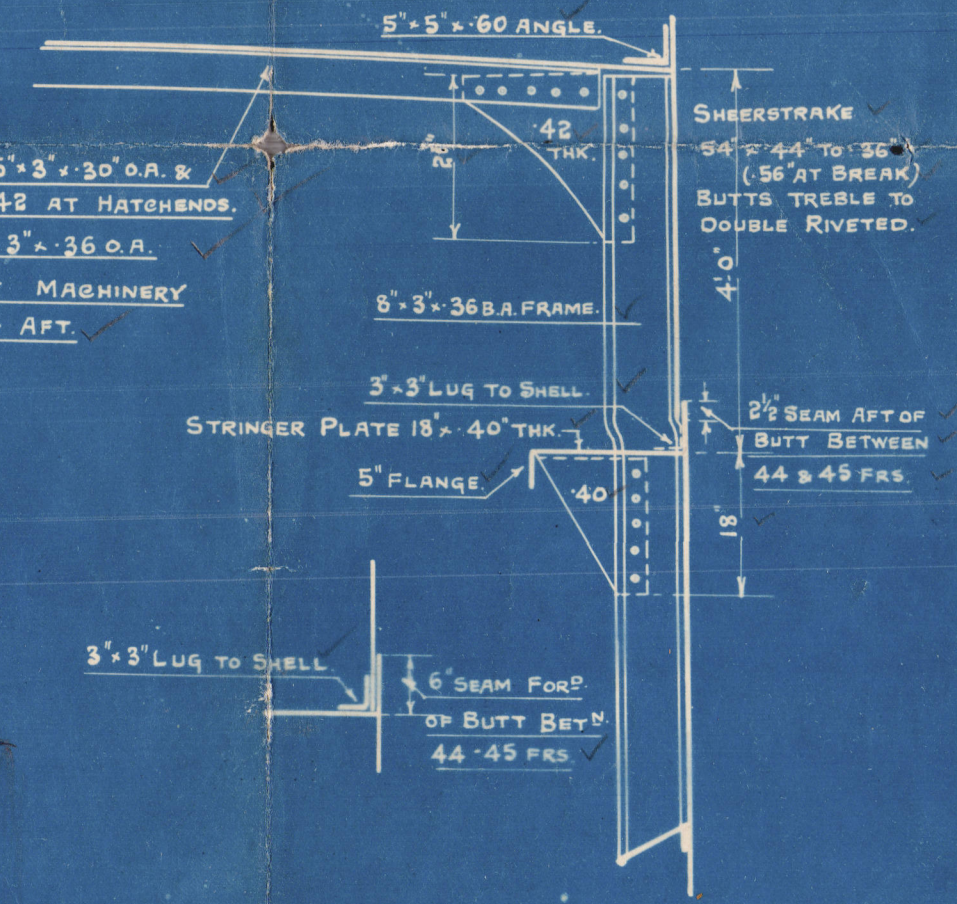 5"×5"×·60 ANGLE.
SHEERSTRAKE
54"×·44" TO ·36"
(·56" AT BREAK)
BUTTS TREBLE TO
DOUBLE RIVETED.
·42
THK.
"×3"×·30" O.A. &
42 AT HATCHENDS.
3"×·36 O.A.
MACHINERY
AFT.
4'-0"
8"×3"×·36 B.A. FRAME.
3"×3" LUG TO SHELL.
STRINGER PLATE 18"×·40" THK.
5" FLANGE.
·40
2½" SEAM AFT OF
BUTT BETWEEN
44 & 45 FRS.
18"
3"×3" LUG TO SHELL.
6" SEAM FORD.
OF BUTT BETN.
44-45 FRS.